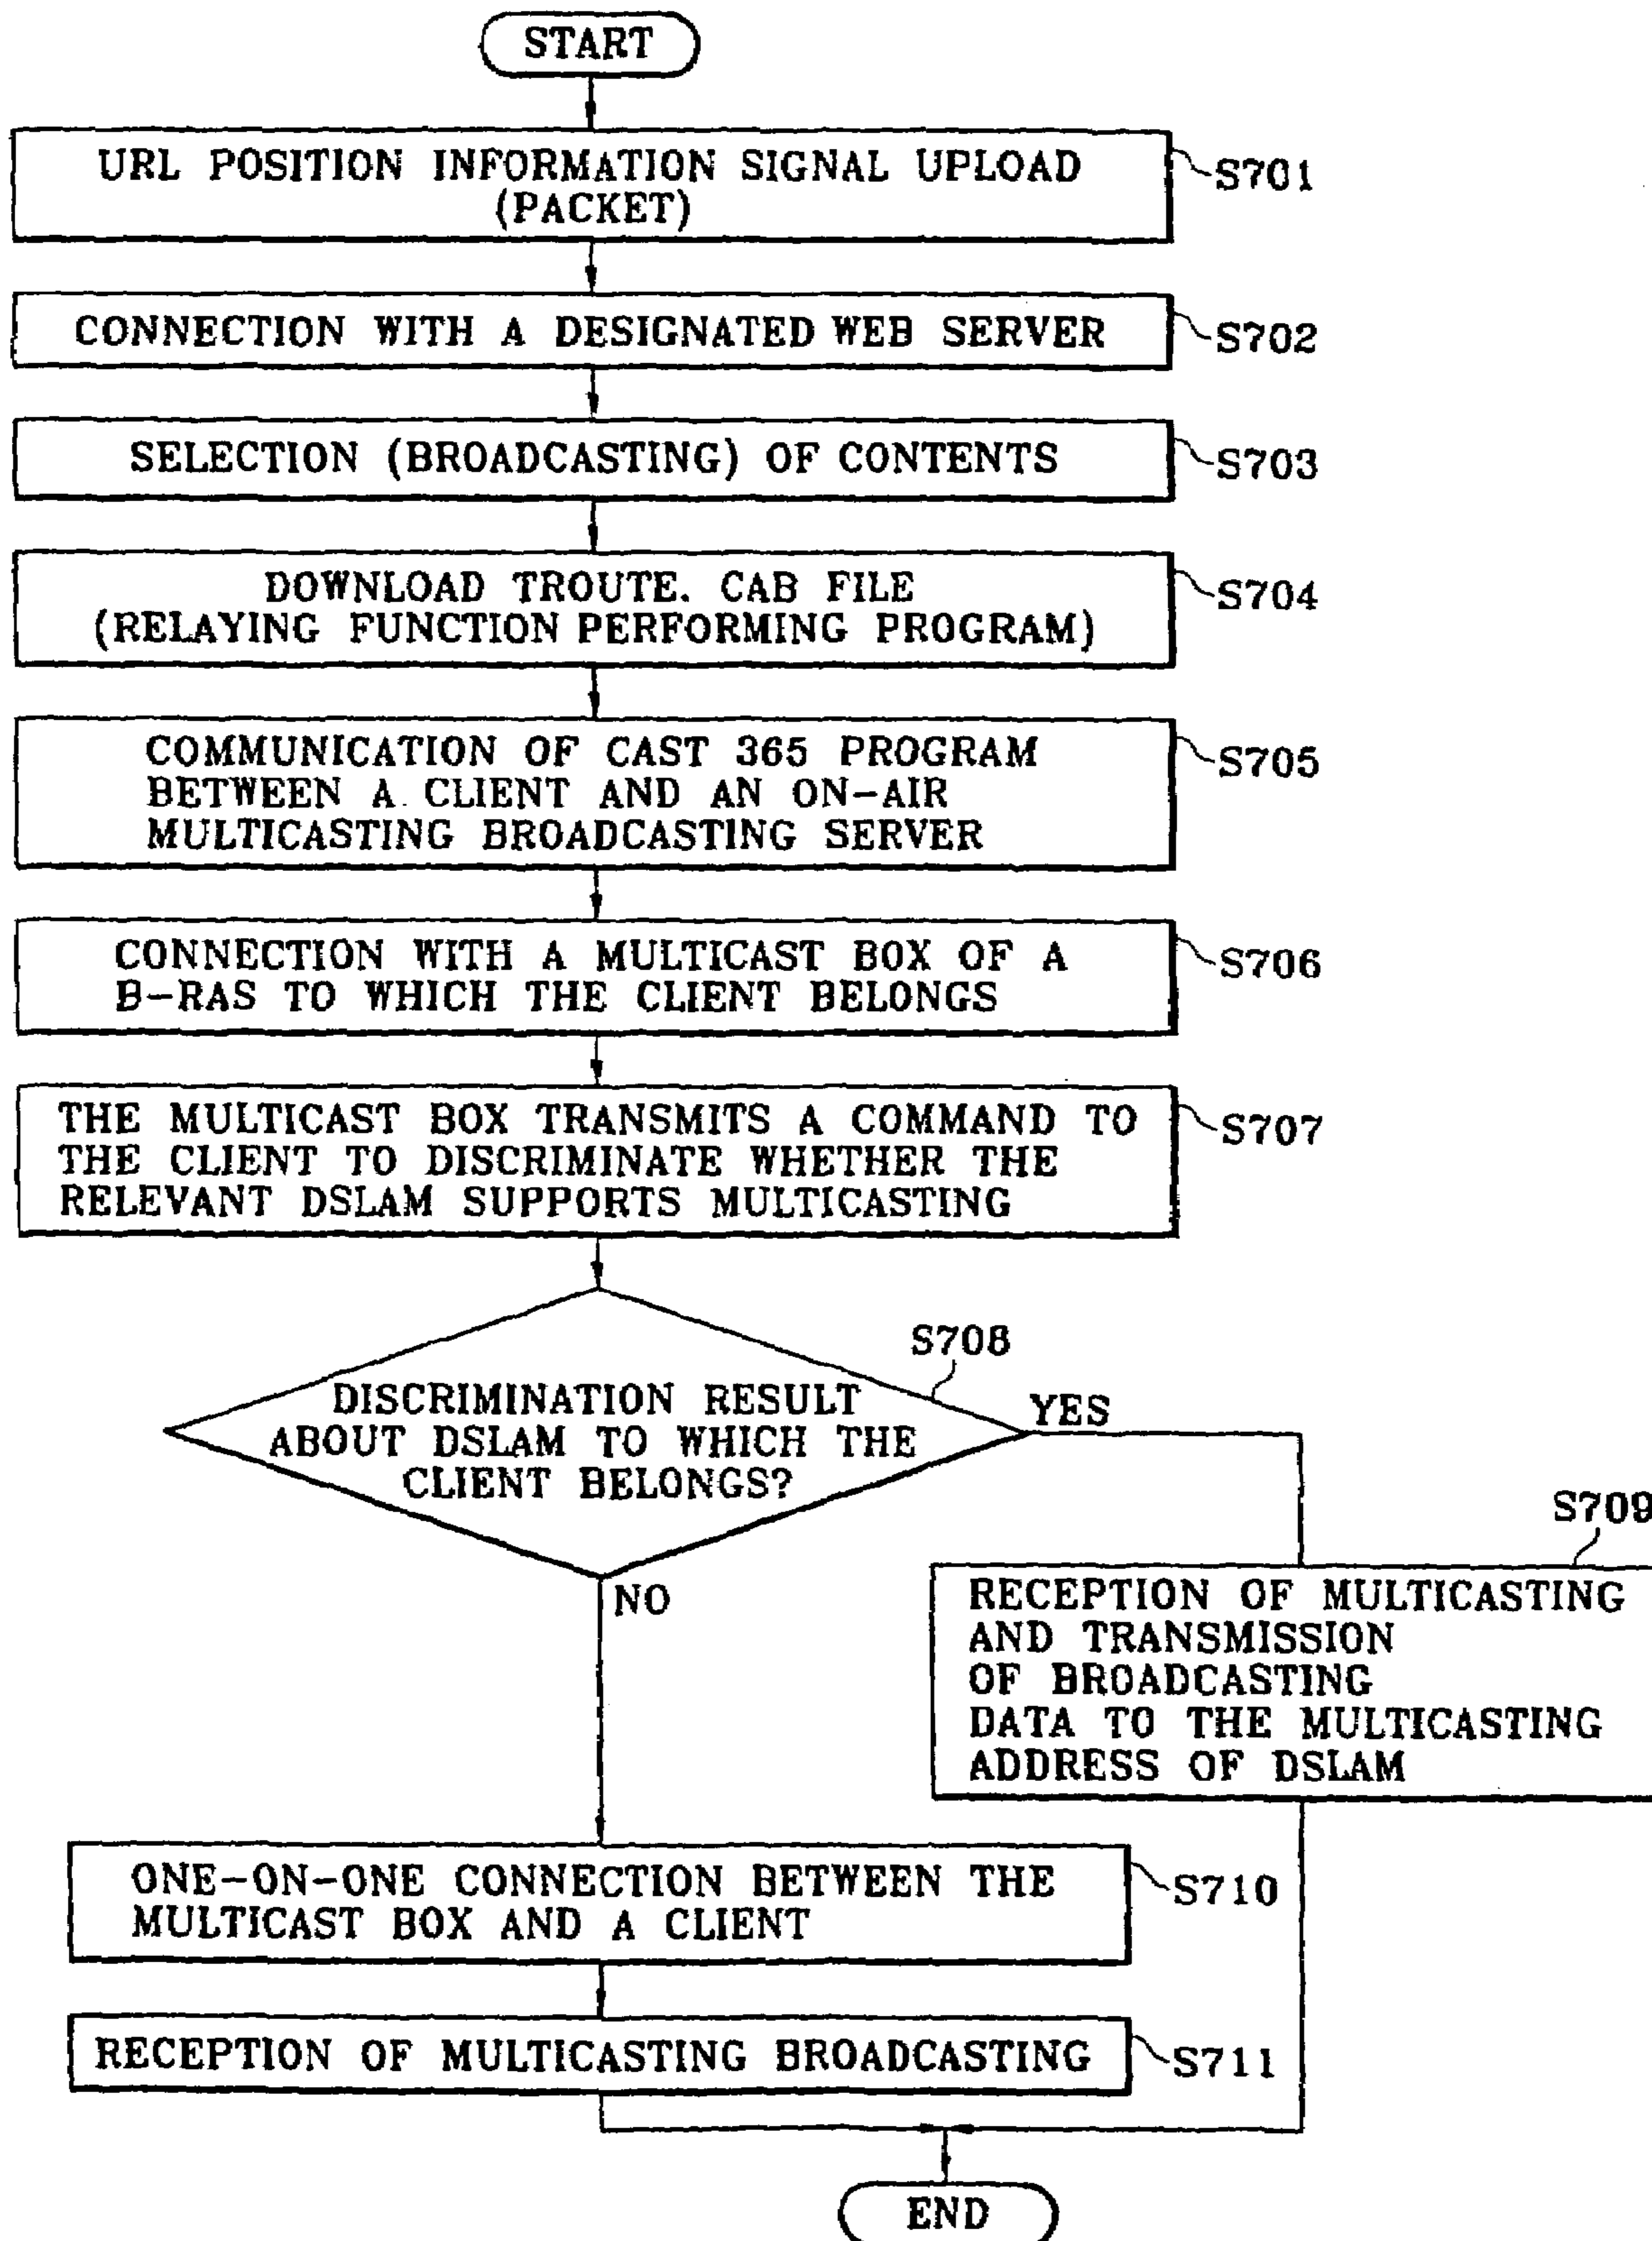 START
URL POSITION INFORMATION SIGNAL UPLOAD
(PACKET)
S701
CONNECTION WITH A DESIGNATED WEB SERVER
S702
SELECTION (BROADCASTING) OF CONTENTS
S703
DOWNLOAD TROUTE. CAB FILE
(RELAYING FUNCTION PERFORMING PROGRAM)
S704
COMMUNICATION OF CAST 365 PROGRAM
BETWEEN A CLIENT AND AN ON-AIR
MULTICASTING BROADCASTING SERVER
S705
CONNECTION WITH A MULTICAST BOX OF A
B-RAS TO WHICH THE CLIENT BELONGS
S706
THE MULTICAST BOX TRANSMITS A COMMAND TO
THE CLIENT TO DISCRIMINATE WHETHER THE
RELEVANT DSLAM SUPPORTS MULTICASTING
S707
S708
DISCRIMINATION RESULT
ABOUT DSLAM TO WHICH THE
CLIENT BELONGS?
YES
NO
S709
RECEPTION OF MULTICASTING
AND TRANSMISSION
OF BROADCASTING
DATA TO THE MULTICASTING
ADDRESS OF DSLAM
ONE-ON-ONE CONNECTION BETWEEN THE
MULTICAST BOX AND A CLIENT
S710
RECEPTION OF MULTICASTING BROADCASTING
S711
END